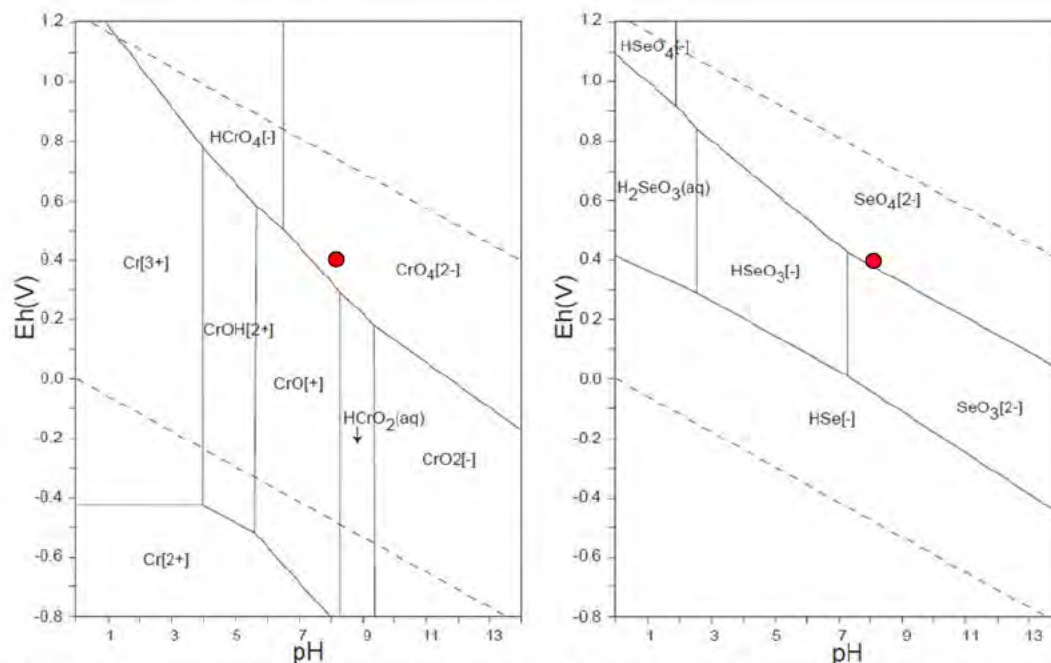 1.2
1.0
0.8
0.6
0.4
0.2
0.0
-0.2
-0.4
-0.6
-0.8
Eh(V)
HCrO4[-]
CrO4[2-]
Cr[3+]
CrOH[2+]
CrO[+]
HCrO2(aq)
CrO2[-]
Cr[2+]
1 3 5 7 9 11 13
pH
1.2
1.0
0.8
0.6
0.4
0.2
0.0
-0.2
-0.4
-0.6
-0.8
Eh(V)
HSeO4[-]
H2SeO3(aq)
SeO4[2-]
HSeO3[-]
SeO3[2-]
HSe[-]
1 3 5 7 9 11 13
pH